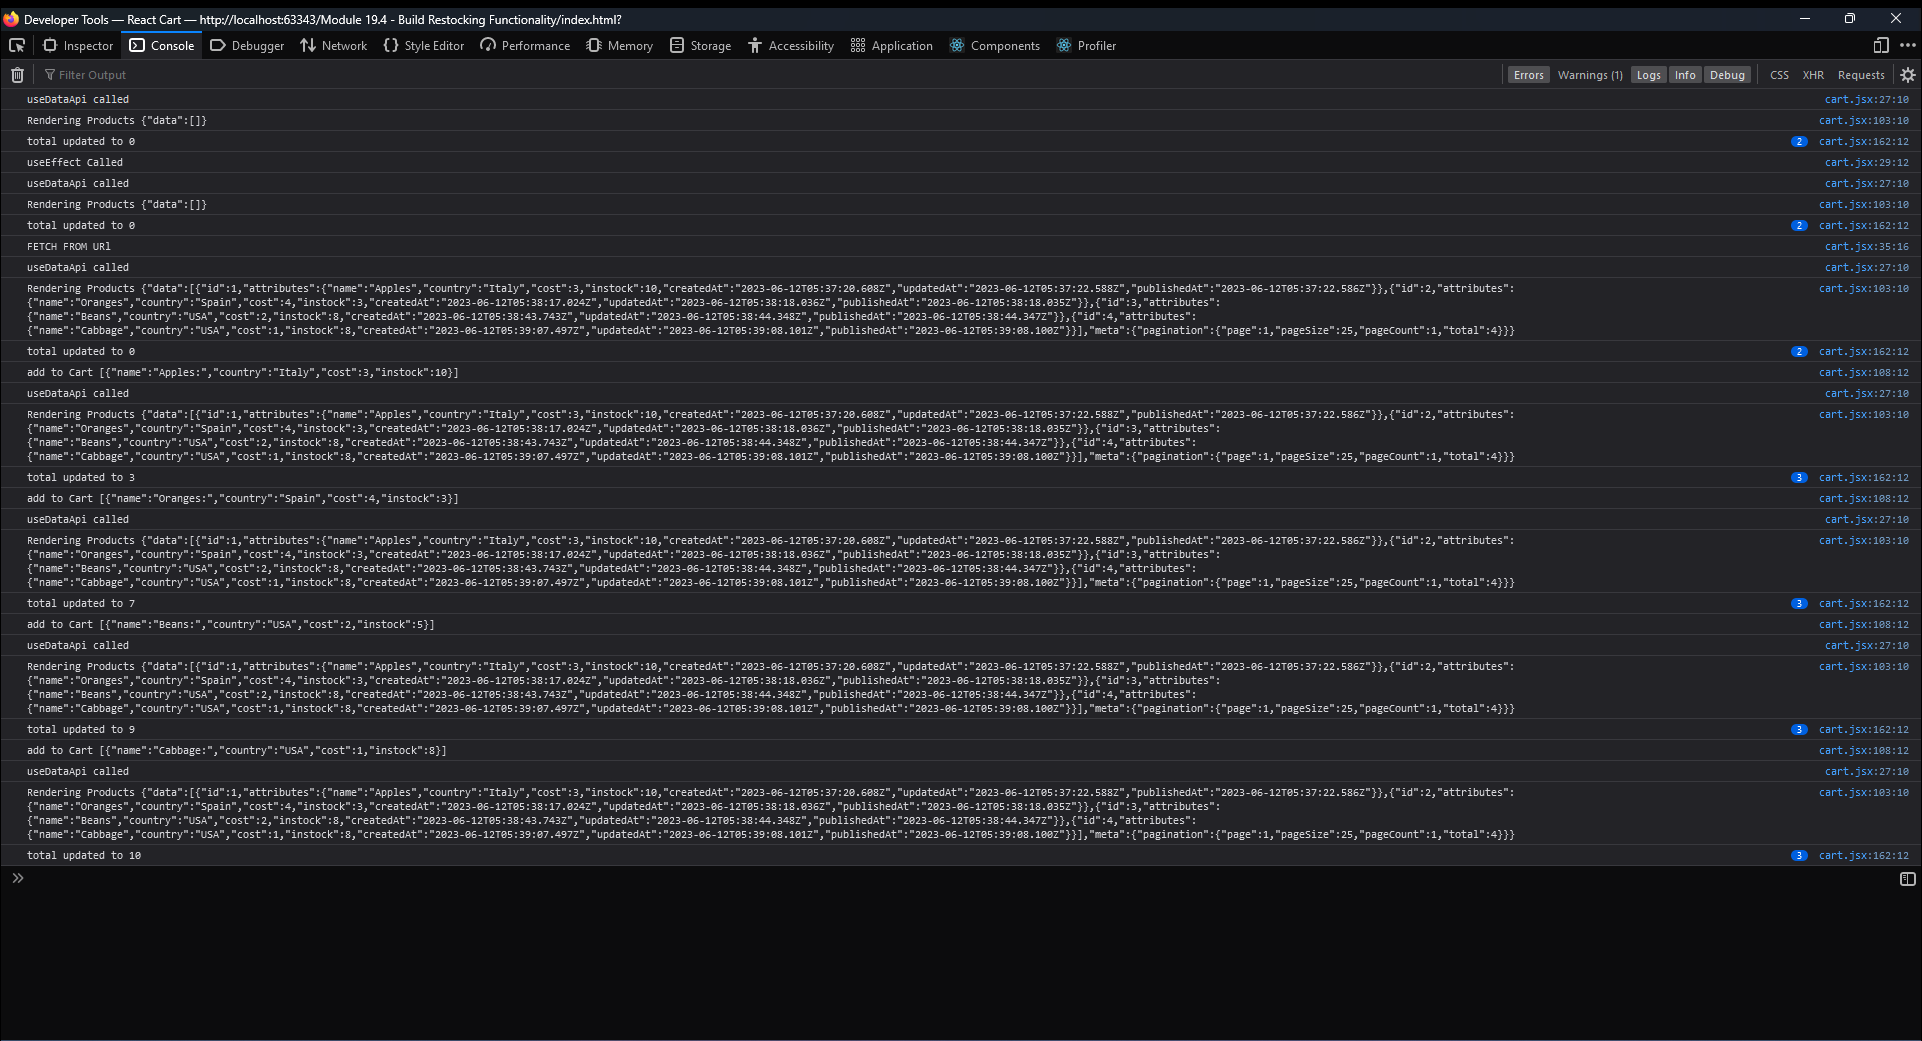 Developer Tools — React Cart — http://localhost:63343/Module 19.4 - Build Restocking Functionality/index.html?
Inspector Console Debugger Network Style Editor Performance Memory Storage Accessibility Application Components Profiler
Filter Output Errors Warnings (1) Logs Info Debug CSS XHR Requests
useDataApi called cart.jsx:27:10
Rendering Products {"data":[]} cart.jsx:103:10
total updated to 0 2 cart.jsx:162:12
useEffect Called cart.jsx:29:12
useDataApi called cart.jsx:27:10
Rendering Products {"data":[]} cart.jsx:103:10
total updated to 0 2 cart.jsx:162:12
FETCH FROM URl cart.jsx:35:16
useDataApi called cart.jsx:27:10
Rendering Products {"data":[{"id":1,"attributes":{"name":"Apples","country":"Italy","cost":3,"instock":10,"createdAt":"2023-06-12T05:37:20.608Z","updatedAt":"2023-06-12T05:37:22.588Z","publishedAt":"2023-06-12T05:37:22.586Z"}},{"id":2,"attributes": cart.jsx:103:10
{"name":"Oranges","country":"Spain","cost":4,"instock":3,"createdAt":"2023-06-12T05:38:17.024Z","updatedAt":"2023-06-12T05:38:18.036Z","publishedAt":"2023-06-12T05:38:18.035Z"}},{"id":3,"attributes":
{"name":"Beans","country":"USA","cost":2,"instock":8,"createdAt":"2023-06-12T05:38:43.743Z","updatedAt":"2023-06-12T05:38:44.348Z","publishedAt":"2023-06-12T05:38:44.347Z"}},{"id":4,"attributes":
{"name":"Cabbage","country":"USA","cost":1,"instock":8,"createdAt":"2023-06-12T05:39:07.497Z","updatedAt":"2023-06-12T05:39:08.101Z","publishedAt":"2023-06-12T05:39:08.100Z"}}],"meta":{"pagination":{"page":1,"pageSize":25,"pageCount":1,"total":4}}}
total updated to 0 2 cart.jsx:162:12
add to Cart [{"name":"Apples:","country":"Italy","cost":3,"instock":10}] cart.jsx:108:12
useDataApi called cart.jsx:27:10
Rendering Products {"data":[{"id":1,"attributes":{"name":"Apples","country":"Italy","cost":3,"instock":10,"createdAt":"2023-06-12T05:37:20.608Z","updatedAt":"2023-06-12T05:37:22.588Z","publishedAt":"2023-06-12T05:37:22.586Z"}},{"id":2,"attributes": cart.jsx:103:10
{"name":"Oranges","country":"Spain","cost":4,"instock":3,"createdAt":"2023-06-12T05:38:17.024Z","updatedAt":"2023-06-12T05:38:18.036Z","publishedAt":"2023-06-12T05:38:18.035Z"}},{"id":3,"attributes":
{"name":"Beans","country":"USA","cost":2,"instock":8,"createdAt":"2023-06-12T05:38:43.743Z","updatedAt":"2023-06-12T05:38:44.348Z","publishedAt":"2023-06-12T05:38:44.347Z"}},{"id":4,"attributes":
{"name":"Cabbage","country":"USA","cost":1,"instock":8,"createdAt":"2023-06-12T05:39:07.497Z","updatedAt":"2023-06-12T05:39:08.101Z","publishedAt":"2023-06-12T05:39:08.100Z"}}],"meta":{"pagination":{"page":1,"pageSize":25,"pageCount":1,"total":4}}}
total updated to 3 3 cart.jsx:162:12
add to Cart [{"name":"Oranges:","country":"Spain","cost":4,"instock":3}] cart.jsx:108:12
useDataApi called cart.jsx:27:10
Rendering Products {"data":[{"id":1,"attributes":{"name":"Apples","country":"Italy","cost":3,"instock":10,"createdAt":"2023-06-12T05:37:20.608Z","updatedAt":"2023-06-12T05:37:22.588Z","publishedAt":"2023-06-12T05:37:22.586Z"}},{"id":2,"attributes": cart.jsx:103:10
{"name":"Oranges","country":"Spain","cost":4,"instock":3,"createdAt":"2023-06-12T05:38:17.024Z","updatedAt":"2023-06-12T05:38:18.036Z","publishedAt":"2023-06-12T05:38:18.035Z"}},{"id":3,"attributes":
{"name":"Beans","country":"USA","cost":2,"instock":8,"createdAt":"2023-06-12T05:38:43.743Z","updatedAt":"2023-06-12T05:38:44.348Z","publishedAt":"2023-06-12T05:38:44.347Z"}},{"id":4,"attributes":
{"name":"Cabbage","country":"USA","cost":1,"instock":8,"createdAt":"2023-06-12T05:39:07.497Z","updatedAt":"2023-06-12T05:39:08.101Z","publishedAt":"2023-06-12T05:39:08.100Z"}}],"meta":{"pagination":{"page":1,"pageSize":25,"pageCount":1,"total":4}}}
total updated to 7 3 cart.jsx:162:12
add to Cart [{"name":"Beans:","country":"USA","cost":2,"instock":5}] cart.jsx:108:12
useDataApi called cart.jsx:27:10
Rendering Products {"data":[{"id":1,"attributes":{"name":"Apples","country":"Italy","cost":3,"instock":10,"createdAt":"2023-06-12T05:37:20.608Z","updatedAt":"2023-06-12T05:37:22.588Z","publishedAt":"2023-06-12T05:37:22.586Z"}},{"id":2,"attributes": cart.jsx:103:10
{"name":"Oranges","country":"Spain","cost":4,"instock":3,"createdAt":"2023-06-12T05:38:17.024Z","updatedAt":"2023-06-12T05:38:18.036Z","publishedAt":"2023-06-12T05:38:18.035Z"}},{"id":3,"attributes":
{"name":"Beans","country":"USA","cost":2,"instock":8,"createdAt":"2023-06-12T05:38:43.743Z","updatedAt":"2023-06-12T05:38:44.348Z","publishedAt":"2023-06-12T05:38:44.347Z"}},{"id":4,"attributes":
{"name":"Cabbage","country":"USA","cost":1,"instock":8,"createdAt":"2023-06-12T05:39:07.497Z","updatedAt":"2023-06-12T05:39:08.101Z","publishedAt":"2023-06-12T05:39:08.100Z"}}],"meta":{"pagination":{"page":1,"pageSize":25,"pageCount":1,"total":4}}}
total updated to 9 3 cart.jsx:162:12
add to Cart [{"name":"Cabbage:","country":"USA","cost":1,"instock":8}] cart.jsx:108:12
useDataApi called cart.jsx:27:10
Rendering Products {"data":[{"id":1,"attributes":{"name":"Apples","country":"Italy","cost":3,"instock":10,"createdAt":"2023-06-12T05:37:20.608Z","updatedAt":"2023-06-12T05:37:22.588Z","publishedAt":"2023-06-12T05:37:22.586Z"}},{"id":2,"attributes": cart.jsx:103:10
{"name":"Oranges","country":"Spain","cost":4,"instock":3,"createdAt":"2023-06-12T05:38:17.024Z","updatedAt":"2023-06-12T05:38:18.036Z","publishedAt":"2023-06-12T05:38:18.035Z"}},{"id":3,"attributes":
{"name":"Beans","country":"USA","cost":2,"instock":8,"createdAt":"2023-06-12T05:38:43.743Z","updatedAt":"2023-06-12T05:38:44.348Z","publishedAt":"2023-06-12T05:38:44.347Z"}},{"id":4,"attributes":
{"name":"Cabbage","country":"USA","cost":1,"instock":8,"createdAt":"2023-06-12T05:39:07.497Z","updatedAt":"2023-06-12T05:39:08.101Z","publishedAt":"2023-06-12T05:39:08.100Z"}}],"meta":{"pagination":{"page":1,"pageSize":25,"pageCount":1,"total":4}}}
total updated to 10 3 cart.jsx:162:12